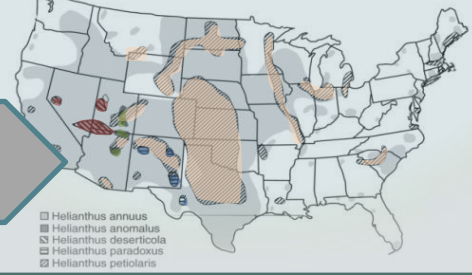 Helianthus annuus
Helianthus anomalus
Helianthus deserticola
Helianthus paradoxus
Helianthus petiolaris